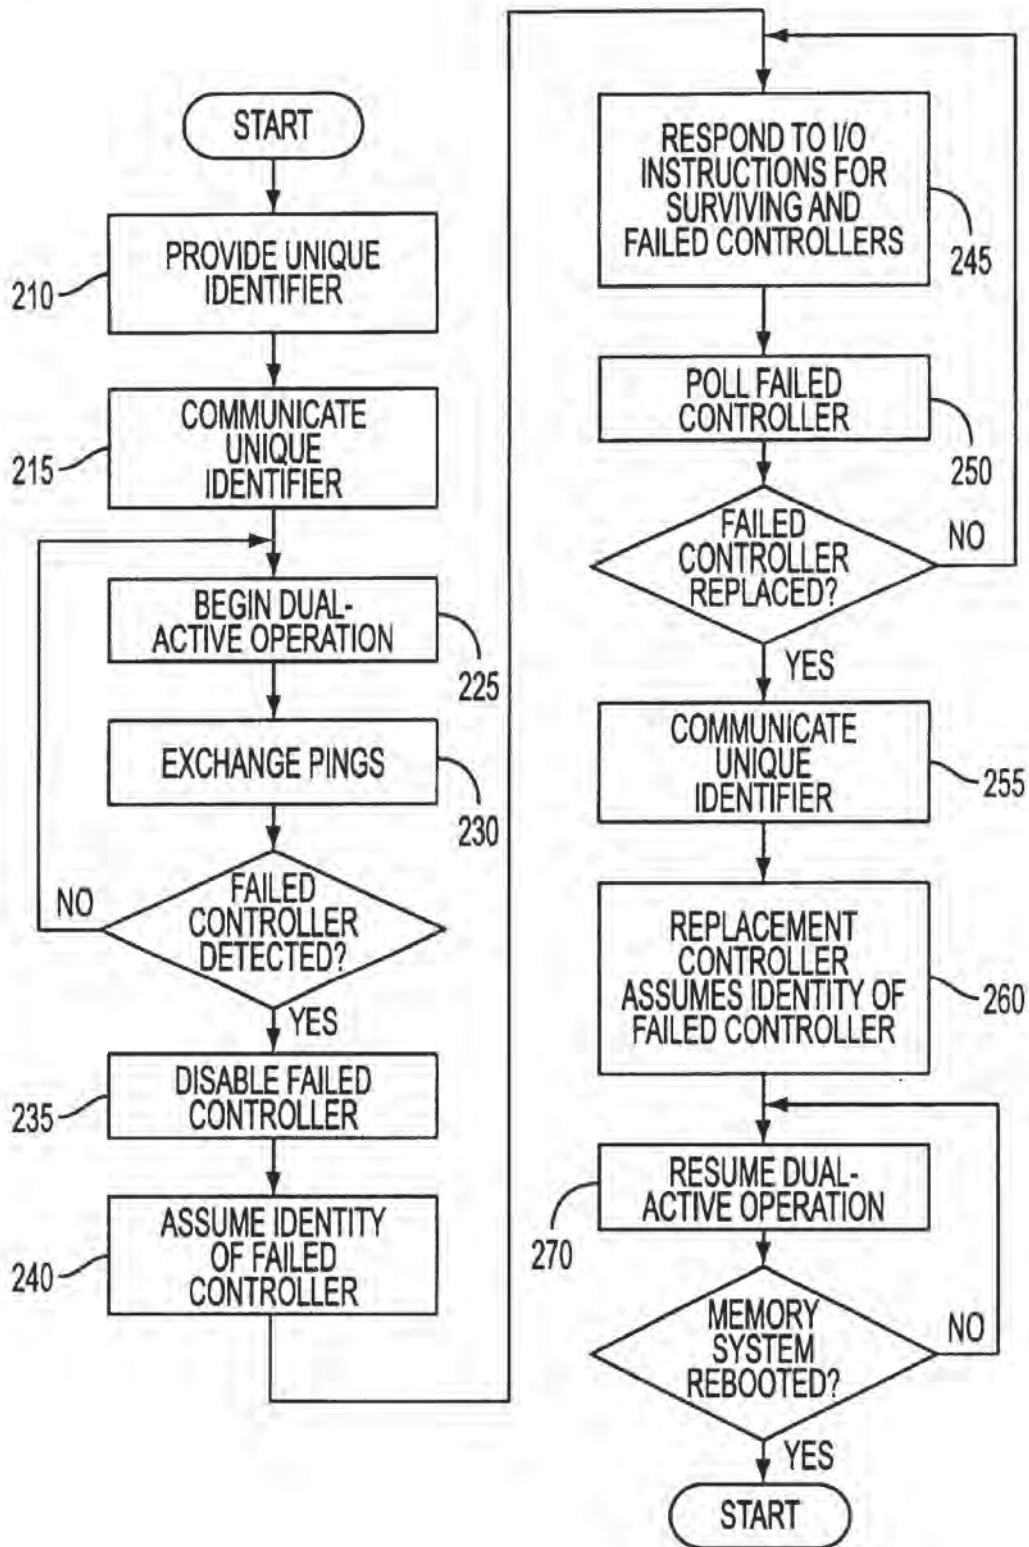 START
210
PROVIDE UNIQUE
IDENTIFIER
215
COMMUNICATE
UNIQUE
IDENTIFIER
BEGIN DUAL-
ACTIVE OPERATION
225
EXCHANGE PINGS
230
FAILED
CONTROLLER
DETECTED?
NO
YES
235
DISABLE FAILED
CONTROLLER
240
ASSUME IDENTITY
OF FAILED
CONTROLLER
RESPOND TO I/O
INSTRUCTIONS FOR
SURVIVING AND
FAILED CONTROLLERS
245
POLL FAILED
CONTROLLER
250
FAILED
CONTROLLER
REPLACED?
NO
YES
COMMUNICATE
UNIQUE
IDENTIFIER
255
REPLACEMENT
CONTROLLER
ASSUMES IDENTITY OF
FAILED CONTROLLER
260
RESUME DUAL-
ACTIVE OPERATION
270
MEMORY
SYSTEM
REBOOTED?
NO
YES
START